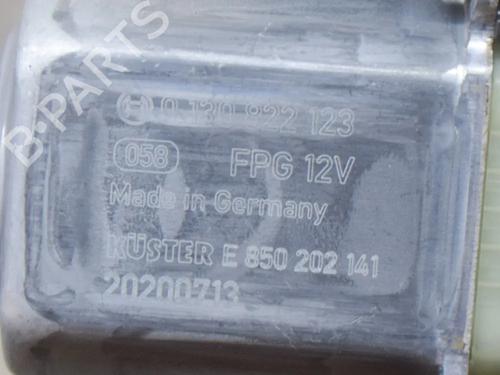 B-PARTS
0 130 822 123
058 FPG 12V
Made in Germany
KÜSTER E 850 202 141
20200713